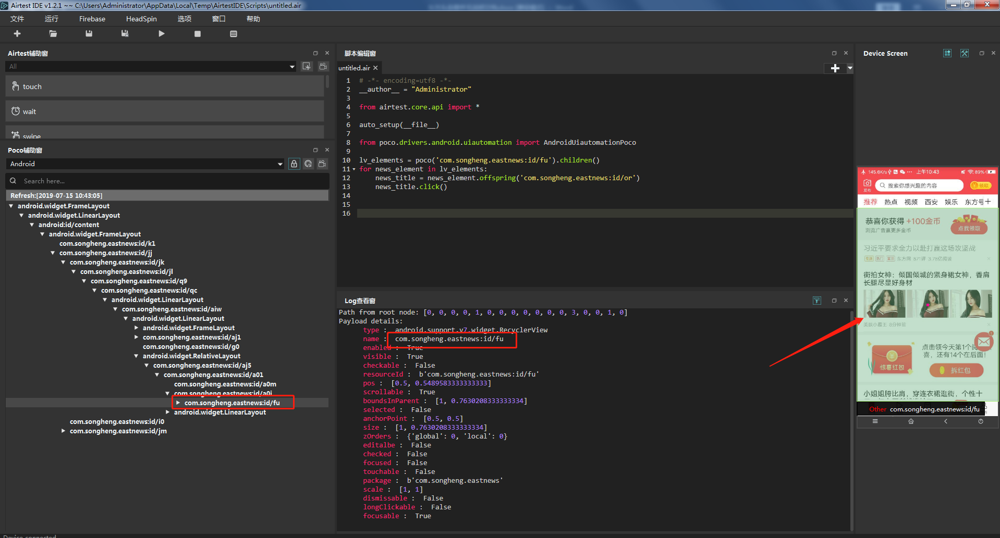 Airtest IDE v1.2.1 ~~ C:\Users\Administrator\AppData\Local\Temp\AirtestIDE\Scripts\untitled.air
文件 运行 Firebase HeadSpin 选项 窗口 帮助
Airtest辅助窗
All
touch
wait
swipe
Poco辅助窗
Android
Search here...
Refresh:[2019-07-15 10:43:05]
android.widget.FrameLayout
android.widget.LinearLayout
android:id/content
android.widget.FrameLayout
com.songheng.eastnews:id/k1
com.songheng.eastnews:id/jj
com.songheng.eastnews:id/jk
com.songheng.eastnews:id/jl
com.songheng.eastnews:id/q9
com.songheng.eastnews:id/qc
android.widget.LinearLayout
com.songheng.eastnews:id/aiw
android.widget.LinearLayout
android.widget.FrameLayout
com.songheng.eastnews:id/aj1
com.songheng.eastnews:id/g0
android.widget.RelativeLayout
com.songheng.eastnews:id/aj5
com.songheng.eastnews:id/a01
com.songheng.eastnews:id/a0m
com.songheng.eastnews:id/a0i
com.songheng.eastnews:id/fu
android.widget.LinearLayout
com.songheng.eastnews:id/i0
com.songheng.eastnews:id/jm
Device connected
脚本编辑窗
untitled.air
1 # -*- encoding=utf8 -*-
2 __author__ = "Administrator"
3
4 from airtest.core.api import *
5
6 auto_setup(__file__)
7
8 from poco.drivers.android.uiautomation import AndroidUiautomationPoco
9
10 lv_elements = poco('com.songheng.eastnews:id/fu').children()
11 for news_element in lv_elements:
12 news_title = news_element.offspring('com.songheng.eastnews:id/or')
13 news_title.click()
14
15
16
Log查看窗
Path from root node: [0, 0, 0, 0, 1, 0, 0, 0, 0, 0, 0, 0, 3, 0, 0, 1, 0]
Payload details:
type : android.support.v7.widget.RecyclerView
name : com.songheng.eastnews:id/fu
enabled : True
visible : True
checkable : False
resourceId : b'com.songheng.eastnews:id/fu'
pos : [0.5, 0.5489583333333333]
scrollable : True
boundsInParent : [1, 0.7630208333333334]
selected : False
anchorPoint : [0.5, 0.5]
size : [1, 0.7630208333333334]
zOrders : {'global': 0, 'local': 0}
editalbe : False
checked : False
focused : False
touchable : False
package : b'com.songheng.eastnews'
scale : [1, 1]
dismissable : False
longClickable : False
focusable : True
Device Screen
145.6K/s 上午10:43 89%
发布 搜索你感兴趣的内容 领取
推荐 热点 视频 西安 娱乐 东方号
恭喜你获得 +100金币
浏览广告赢更多金币
点我领取
习近平要求全力以赴打赢这场攻坚战
东方网 871评 3.78亿阅读
街拍女神：倾国倾城的紧身裙女神，香肩
长腿尽显好身材
美肤小霸王 8分钟前
1
点击领今天第1个阅
喜，还有14个在后面！
惊喜红包
拆红包
小姐姐胯比肩，穿连衣裙逛街，个性十
Other com.songheng.eastnews:id/fu